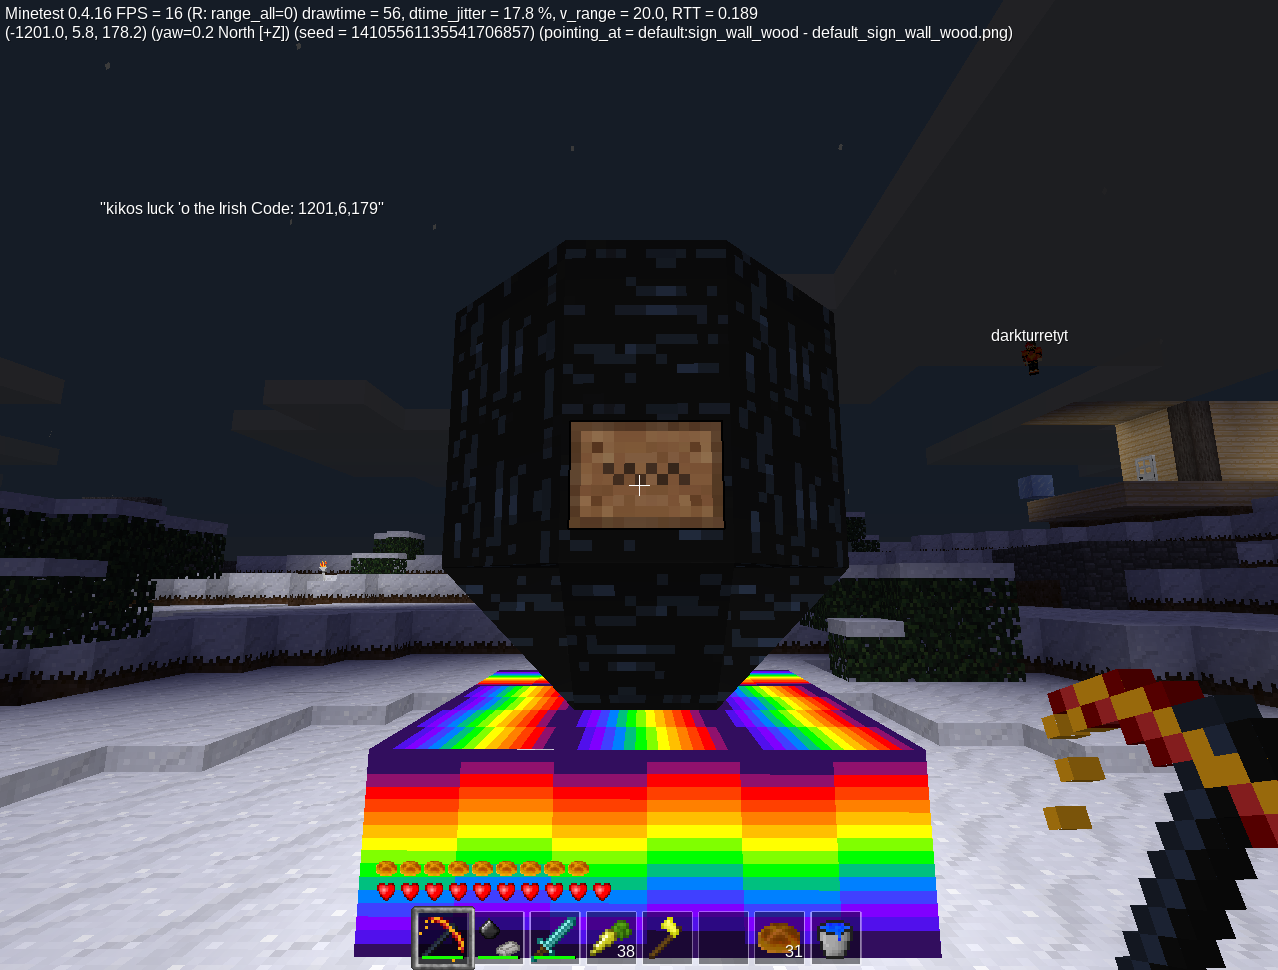 Minetest 0.4.16 FPS = 16 (R: range_all=0) drawtime = 56, dtime_jitter = 17.8 %, v_range = 20.0, RTT = 0.189
(-1201.0, 5.8, 178.2) (yaw=0.2 North [+Z]) (seed = 14105561135541706857) (pointing_at = default:sign_wall_wood - default_sign_wall_wood.png)
"kikos luck 'o the Irish Code: 1201,6,179"
darkturretyt
38
31